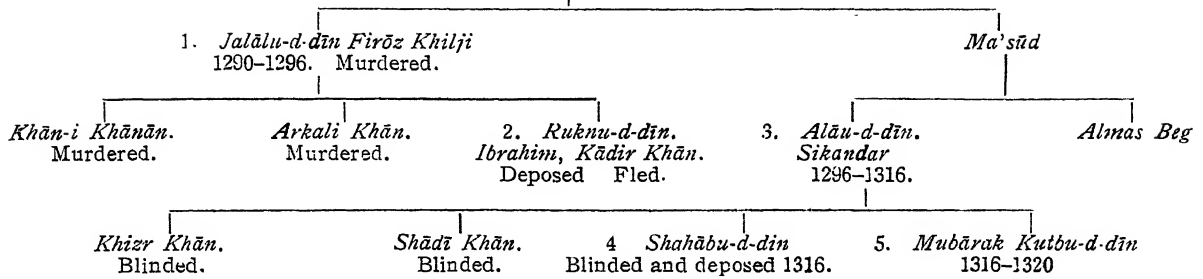 1. Jalālu-d-dīn Firōz Khilji Ma'sūd
1290–1296. Murdered.
Khān-i Khānān. Arkali Khān. 2. Ruknu-d-dīn. 3. Alāu-d-dīn. Almas Beg
Murdered. Murdered. Ibrahim, Kādir Khān. Sikandar
Deposed Fled. 1296–1316.
Khizr Khān. Shādī Khān. 4 Shahābu-d-din 5. Mubārak Kutbu-d-dīn
Blinded. Blinded. Blinded and deposed 1316. 1316–1320